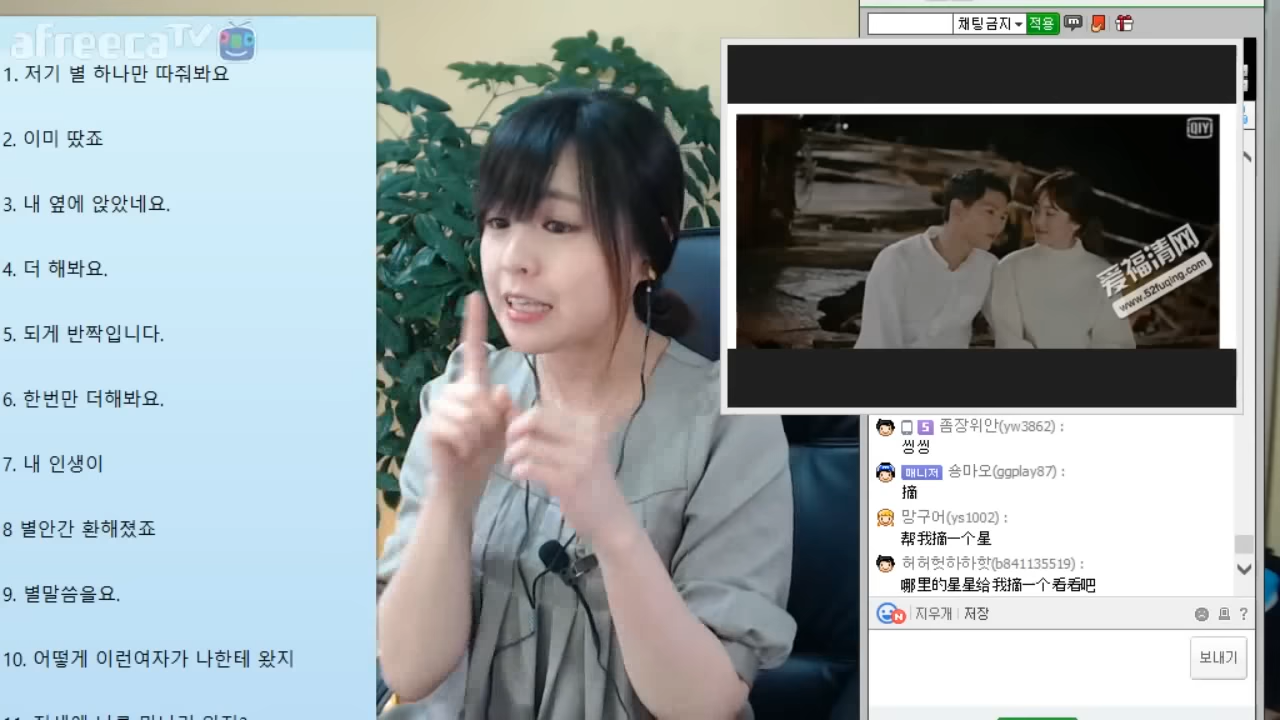 afreecaTV
1. 저기 별 하나만 따줘봐요
2. 이미 땄죠
3. 내 옆에 앉았네요.
4. 더 해봐요.
5. 되게 반짝입니다.
6. 한번만 더해봐요.
7. 내 인생이
8 별안간 환해졌죠
9. 별말씀을요.
10. 어떻게 이런여자가 나한테 왔지
채팅금지 적용
QIY
爱福清网
www.52fuqing.com
5 좀장위안(yw3862) :
씽씽
매니저 숑마오(ggplay87) :
摘
망구어(ys1002) :
帮我摘一个星
허허헛하하핫(b841135519) :
哪里的星星给我摘一个看看吧
N 지우개 저장 ?
보내기